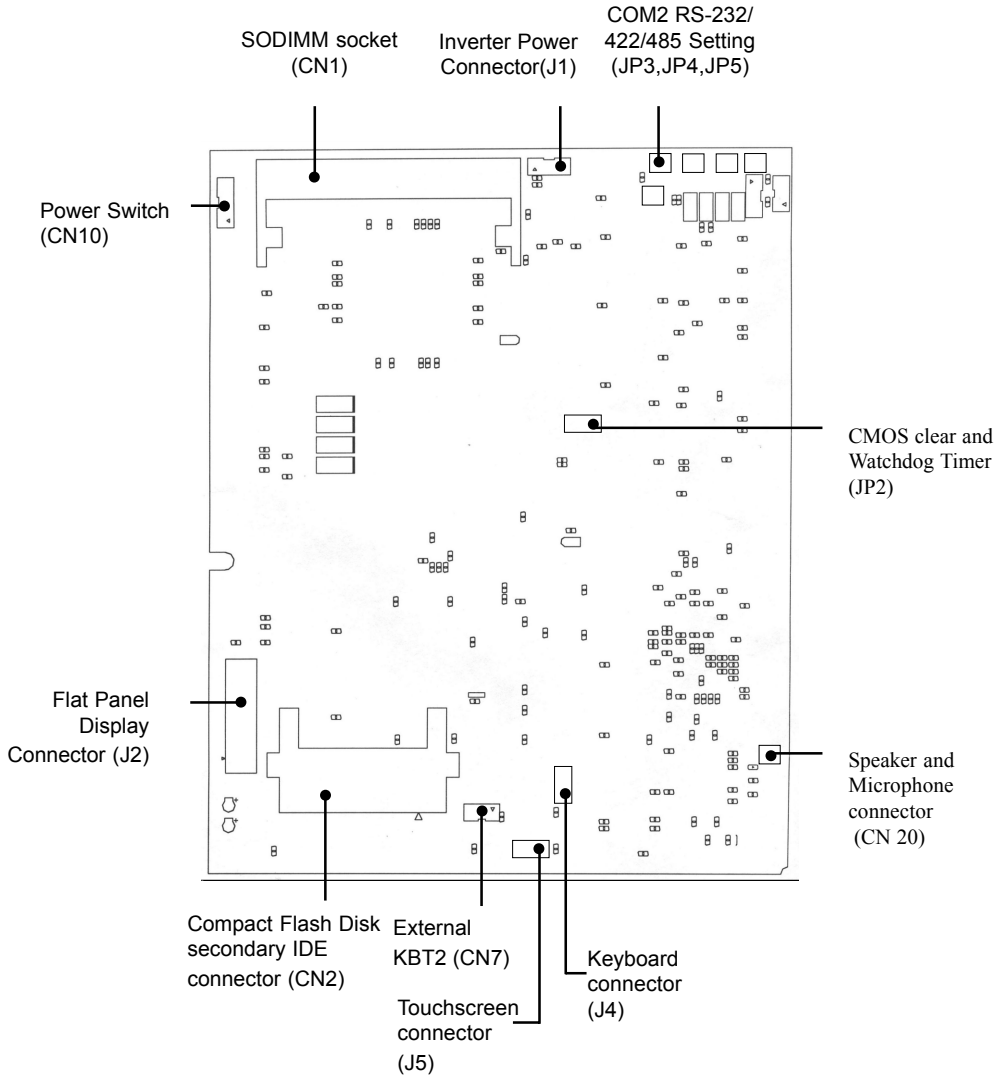 SODIMM socket
(CN1)
Inverter Power
Connector(J1)
COM2 RS-232/
422/485 Setting
(JP3,JP4,JP5)
Power Switch
(CN10)
CMOS clear and
Watchdog Timer
(JP2)
Flat Panel
Display
Connector (J2)
Speaker and
Microphone
connector
(CN 20)
Compact Flash Disk
secondary IDE
connector (CN2)
External
KBT2 (CN7)
Touchscreen
connector
(J5)
Keyboard
connector
(J4)